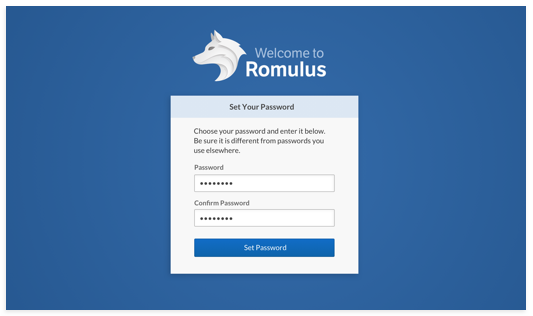 Welcome to
Romulus
Set Your Password
Choose your password and enter it below.
Be sure it is different from passwords you
use elsewhere.
Password
••••••••
Confirm Password
••••••••
Set Password